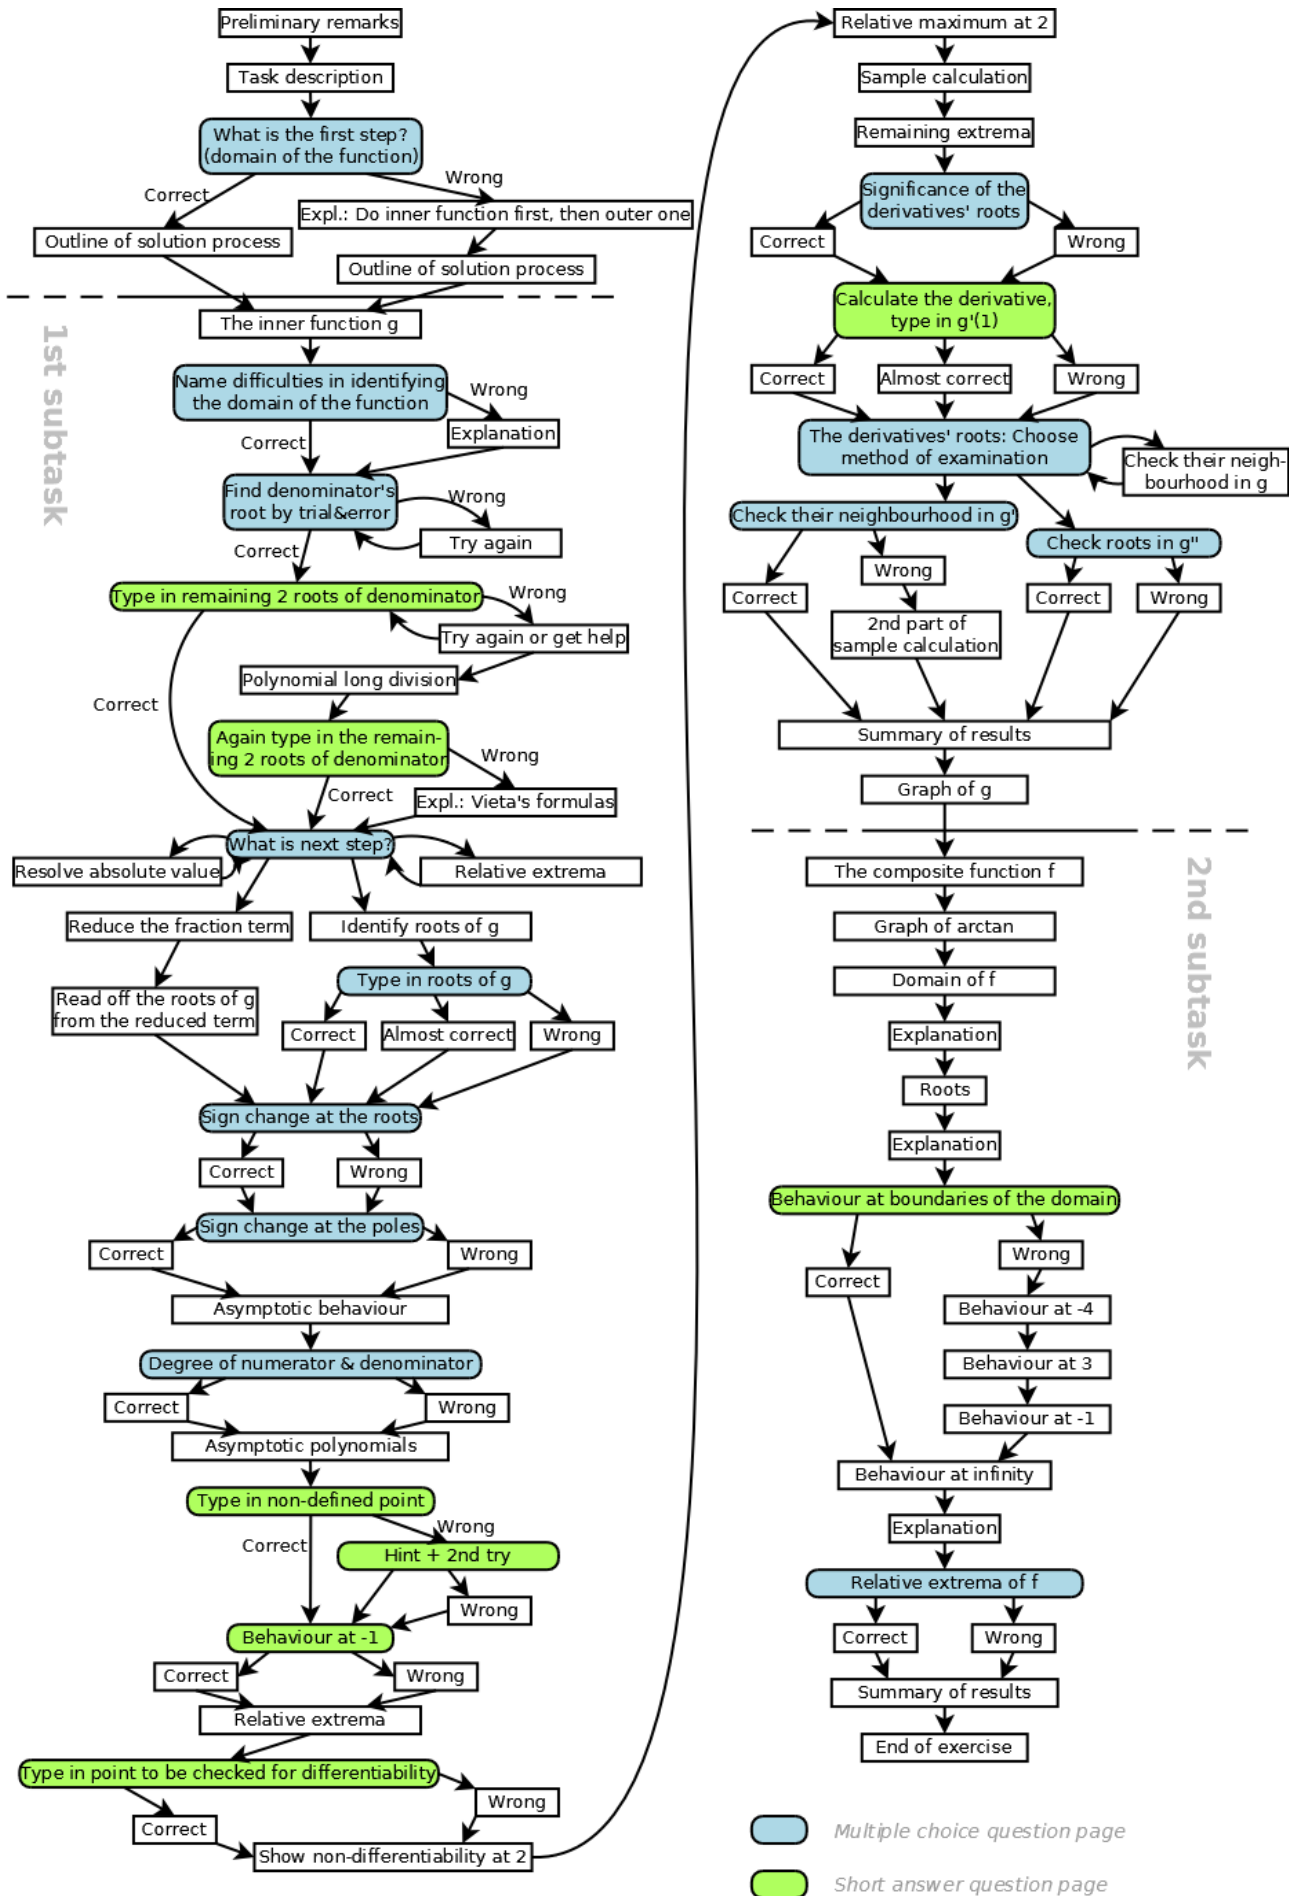 Preliminary remarks
Task description
What is the first step?
(domain of the function)
Correct
Wrong
Expl.: Do inner function first, then outer one
Outline of solution process
Outline of solution process
1st subtask
The inner function g
Name difficulties in identifying
the domain of the function
Wrong
Explanation
Correct
Find denominator's
root by trial&error
Wrong
Try again
Correct
Type in remaining 2 roots of denominator
Wrong
Try again or get help
Polynomial long division
Correct
Again type in the remain-
ing 2 roots of denominator
Wrong
Correct
Expl.: Vieta's formulas
What is next step?
Resolve absolute value
Relative extrema
Reduce the fraction term
Identify roots of g
Type in roots of g
Read off the roots of g
from the reduced term
Correct
Almost correct
Wrong
Sign change at the roots
Correct
Wrong
Sign change at the poles
Correct
Wrong
Asymptotic behaviour
Degree of numerator & denominator
Correct
Wrong
Asymptotic polynomials
Type in non-defined point
Wrong
Correct
Hint + 2nd try
Wrong
Behaviour at -1
Correct
Wrong
Relative extrema
Type in point to be checked for differentiability
Wrong
Correct
Show non-differentiability at 2
Relative maximum at 2
Sample calculation
Remaining extrema
Significance of the
derivatives' roots
Correct
Wrong
Calculate the derivative,
type in g'(1)
Correct
Almost correct
Wrong
The derivatives' roots: Choose
method of examination
Check their neigh-
bourhood in g
Check their neighbourhood in g'
Check roots in g"
Wrong
Correct
Correct
Wrong
2nd part of
sample calculation
Summary of results
Graph of g
2nd subtask
The composite function f
Graph of arctan
Domain of f
Explanation
Roots
Explanation
Behaviour at boundaries of the domain
Wrong
Correct
Behaviour at -4
Behaviour at 3
Behaviour at -1
Behaviour at infinity
Explanation
Relative extrema of f
Correct
Wrong
Summary of results
End of exercise
Multiple choice question page
Short answer question page